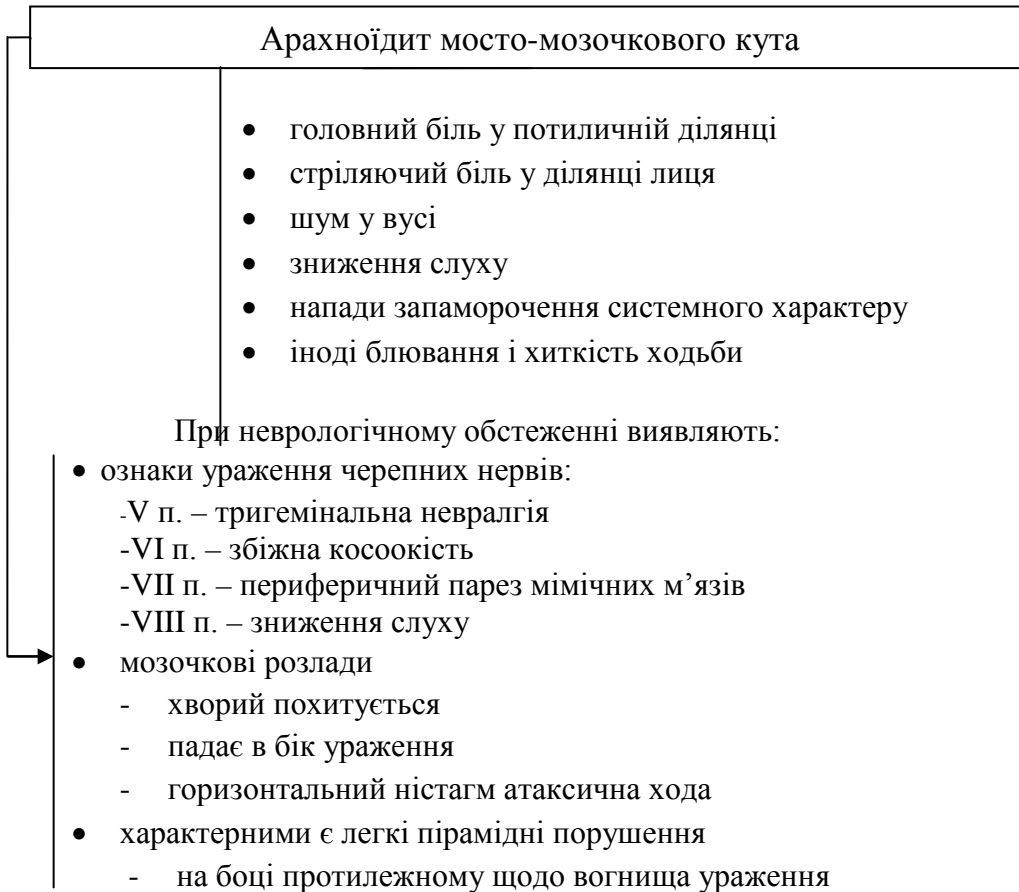 Арахноїдит мосто-мозочкового кута
• головний біль у потиличній ділянці
• стріляючий біль у ділянці лиця
• шум у вусі
• зниження слуху
• напади запаморочення системного характеру
• іноді блювання і хиткість ходьби
При неврологічному обстеженні виявляють:
• ознаки ураження черепних нервів:
-V п. – тригемінальна невралгія
-VI п. – збіжна косоокість
-VII п. – периферичний парез мімічних м’язів
-VIII п. – зниження слуху
• мозочкові розлади
- хворий похитується
- падає в бік ураження
- горизонтальний ністагм атаксична хода
• характерними є легкі пірамідні порушення
- на боці протилежному щодо вогнища ураження